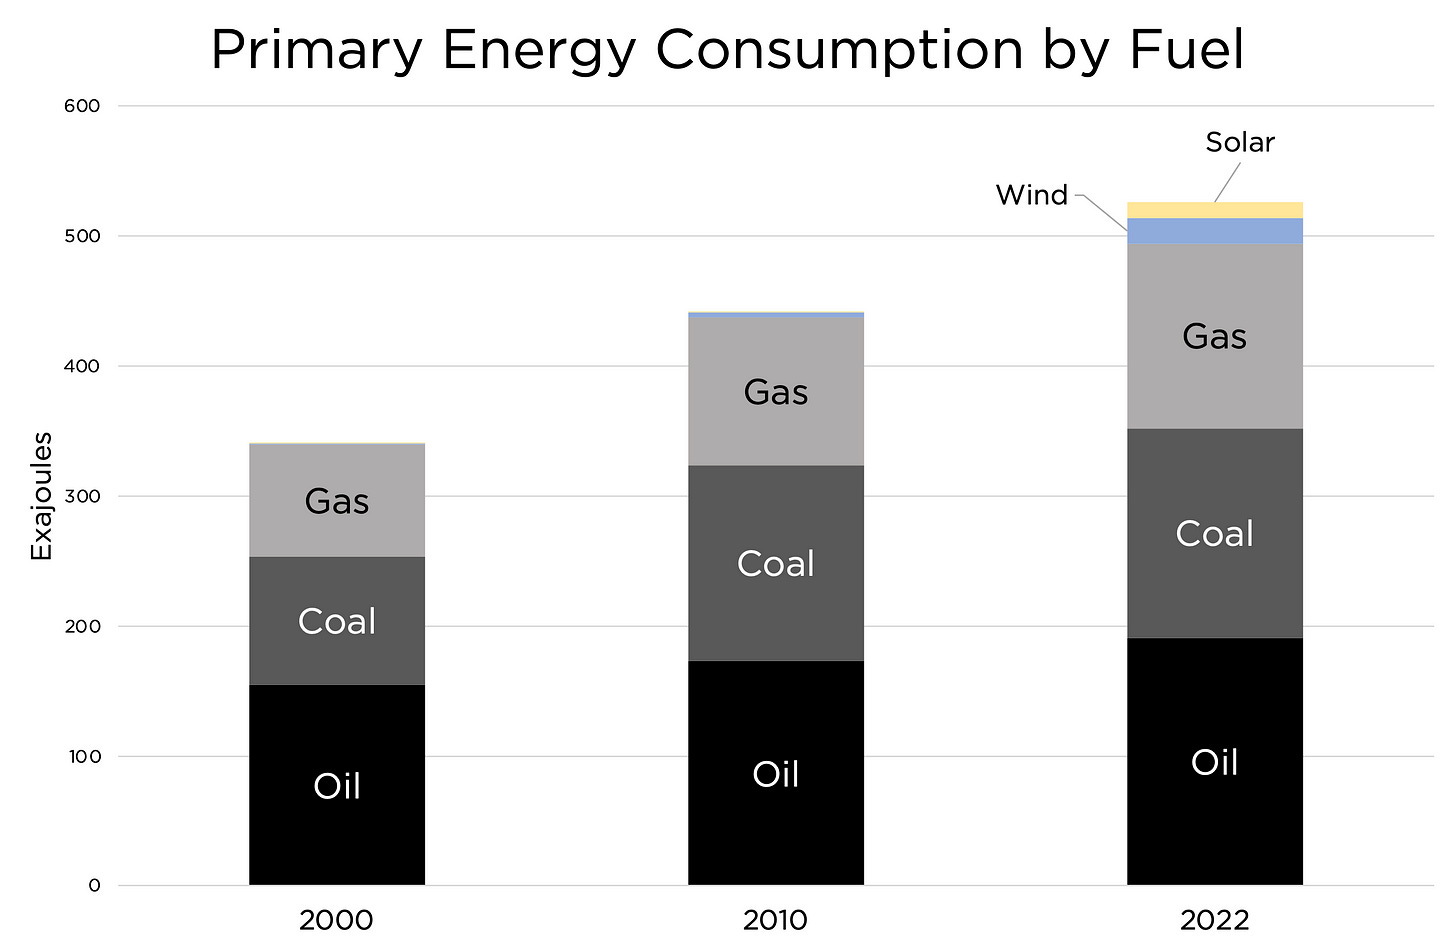 Primary Energy Consumption by Fuel
600
500
400
300
200
100
0
Exajoules
Gas
Coal
Oil
2000
Gas
Coal
Oil
2010
Solar
Wind
Gas
Coal
Oil
2022